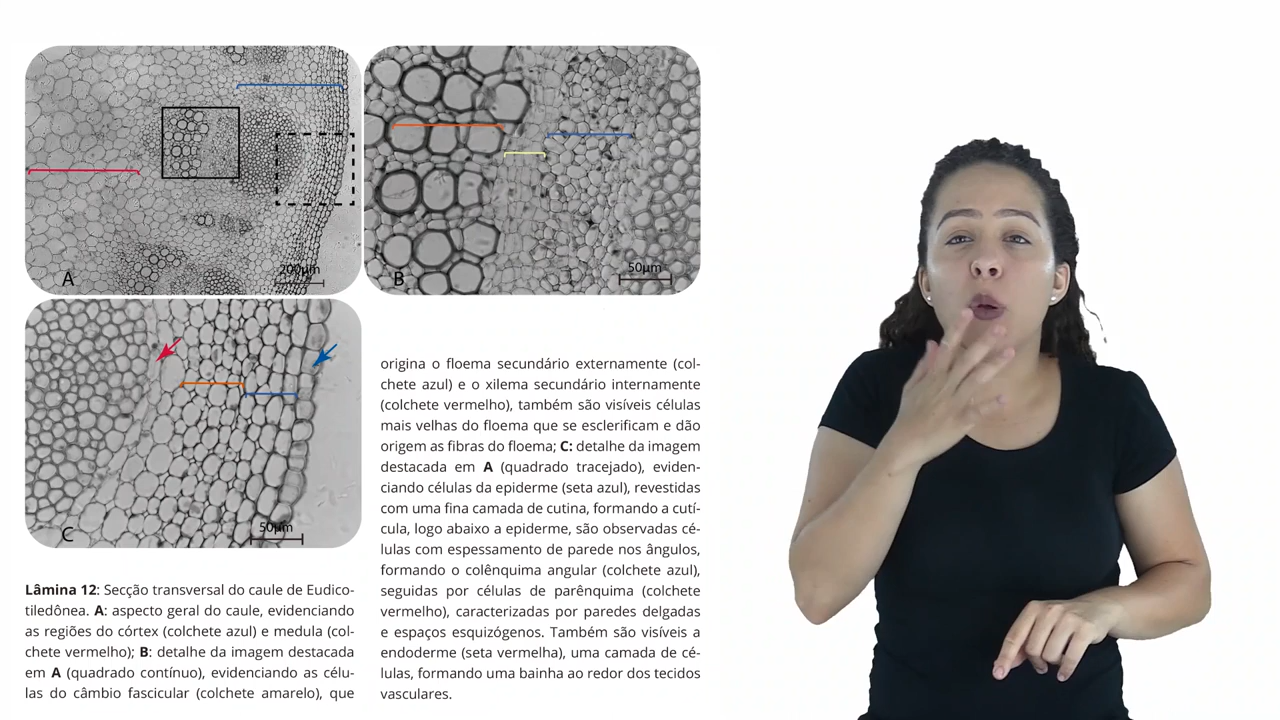 A
200µm
B
50µm
C
50µm
Lâmina 12: Secção transversal do caule de Eudico-
tiledônea. A: aspecto geral do caule, evidenciando
as regiões do córtex (colchete azul) e medula (col-
chete vermelho); B: detalhe da imagem destacada
em A (quadrado contínuo), evidenciando as célu-
las do câmbio fascicular (colchete amarelo), que
origina o floema secundário externamente (col-
chete azul) e o xilema secundário internamente
(colchete vermelho), também são visíveis células
mais velhas do floema que se esclerificam e dão
origem as fibras do floema; C: detalhe da imagem
destacada em A (quadrado tracejado), eviden-
ciando células da epiderme (seta azul), revestidas
com uma fina camada de cutina, formando a cutí-
cula, logo abaixo a epiderme, são observadas cé-
lulas com espessamento de parede nos ângulos,
formando o colênquima angular (colchete azul),
seguidas por células de parênquima (colchete
vermelho), caracterizadas por paredes delgadas
e espaços esquizógenos. Também são visíveis a
endoderme (seta vermelha), uma camada de cé-
lulas, formando uma bainha ao redor dos tecidos
vasculares.